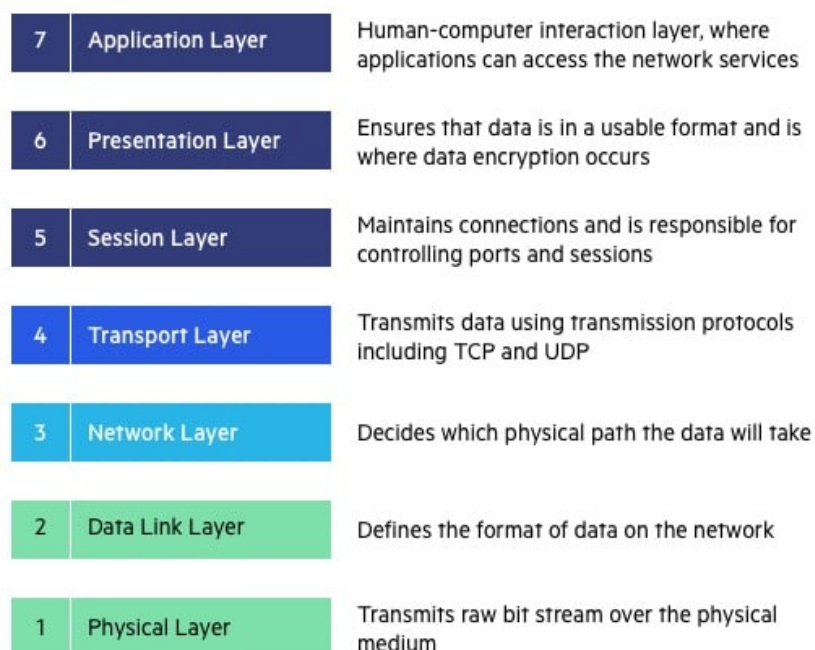 7 Application Layer
Human-computer interaction layer, where
applications can access the network services
6 Presentation Layer
Ensures that data is in a usable format and is
where data encryption occurs
5 Session Layer
Maintains connections and is responsible for
controlling ports and sessions
4 Transport Layer
Transmits data using transmission protocols
including TCP and UDP
3 Network Layer
Decides which physical path the data will take
2 Data Link Layer
Defines the format of data on the network
1 Physical Layer
Transmits raw bit stream over the physical
medium